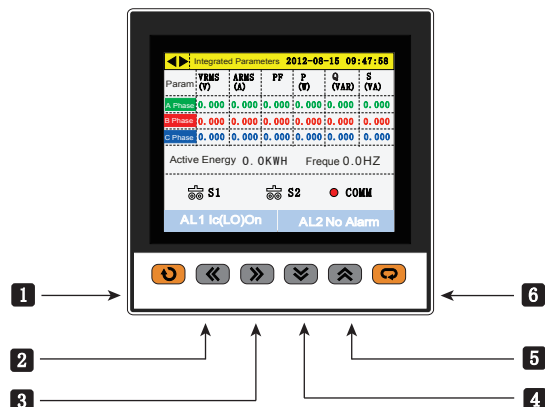 Integrated Parameters 2012-08-15 09:47:58
Param VRMS (V) ARMS (A) PF P (W) Q (VAR) S (VA)
A Phase 0.000 0.000 0.000 0.000 0.000 0.000
B Phase 0.000 0.000 0.000 0.000 0.000 0.000
C Phase 0.000 0.000 0.000 0.000 0.000 0.000
Active Energy 0.0KWH Freque 0.0HZ
S1 S2 COMM
AL1 Ic(LO)On AL2 No Alarm
1 6
2 5
3 4